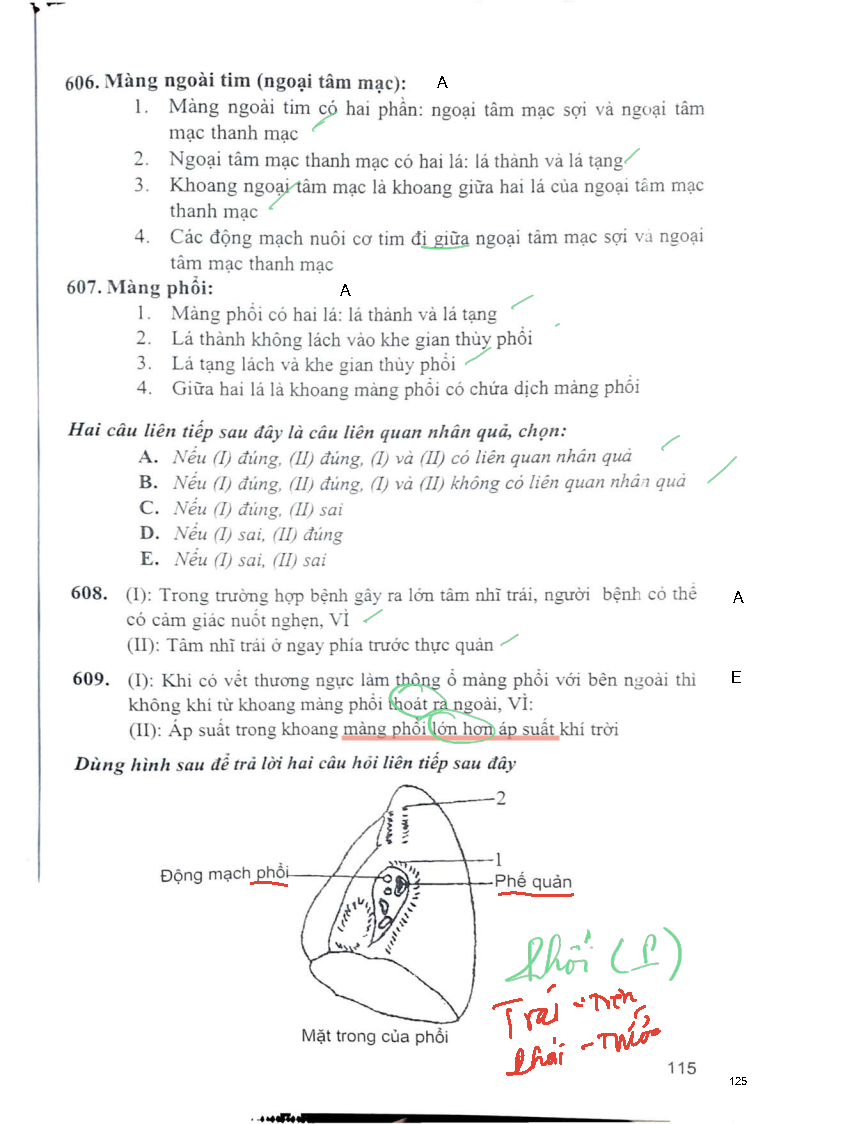 606. Màng ngoài tim (ngoại tâm mạc): A
1. Màng ngoài tim có hai phần: ngoại tâm mạc sợi và ngoại tâm
mạc thanh mạc
2. Ngoại tâm mạc thanh mạc có hai lá: lá thành và lá tạng
3. Khoang ngoại tâm mạc là khoang giữa hai lá của ngoại tâm mạc
thanh mạc
4. Các động mạch nuôi cơ tim đi giữa ngoại tâm mạc sợi và ngoại
tâm mạc thanh mạc
607. Màng phổi: A
1. Màng phổi có hai lá: lá thành và lá tạng
2. Lá thành không lách vào khe gian thùy phổi
3. Lá tạng lách và khe gian thùy phổi
4. Giữa hai lá là khoang màng phổi có chứa dịch màng phổi
Hai câu liên tiếp sau đây là câu liên quan nhân quả, chọn:
A. Nếu (I) đúng, (II) đúng, (I) và (II) có liên quan nhân quả
B. Nếu (I) đúng, (II) đúng, (I) và (II) không có liên quan nhân quả
C. Nếu (I) đúng, (II) sai
D. Nếu (I) sai, (II) đúng
E. Nếu (I) sai, (II) sai
608. (I): Trong trường hợp bệnh gây ra lớn tâm nhĩ trái, người bệnh có thể A
có cảm giác nuốt nghẹn, VÌ
(II): Tâm nhĩ trái ở ngay phía trước thực quản
609. (I): Khi có vết thương ngực làm thông ổ màng phổi với bên ngoài thì E
không khí từ khoang màng phổi thoát ra ngoài, VÌ:
(II): Áp suất trong khoang màng phổi lớn hơn áp suất khí trời
Dùng hình sau để trả lời hai câu hỏi liên tiếp sau đây
2
1
Động mạch phổi
Phế quản
Phổi (P)
Trái - trên
Phải - trước
Mặt trong của phổi
115
125